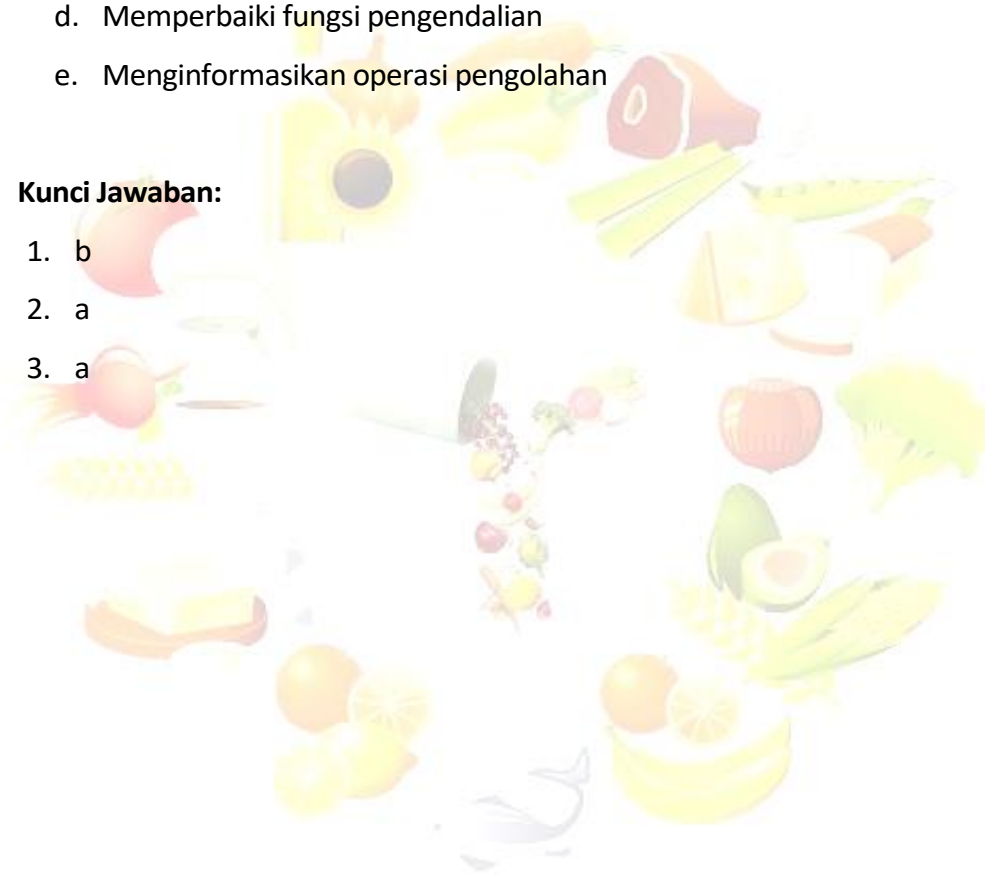 d. Memperbaiki fungsi pengendalian
e. Menginformasikan operasi pengolahan
Kunci Jawaban:
1. b
2. a
3. a